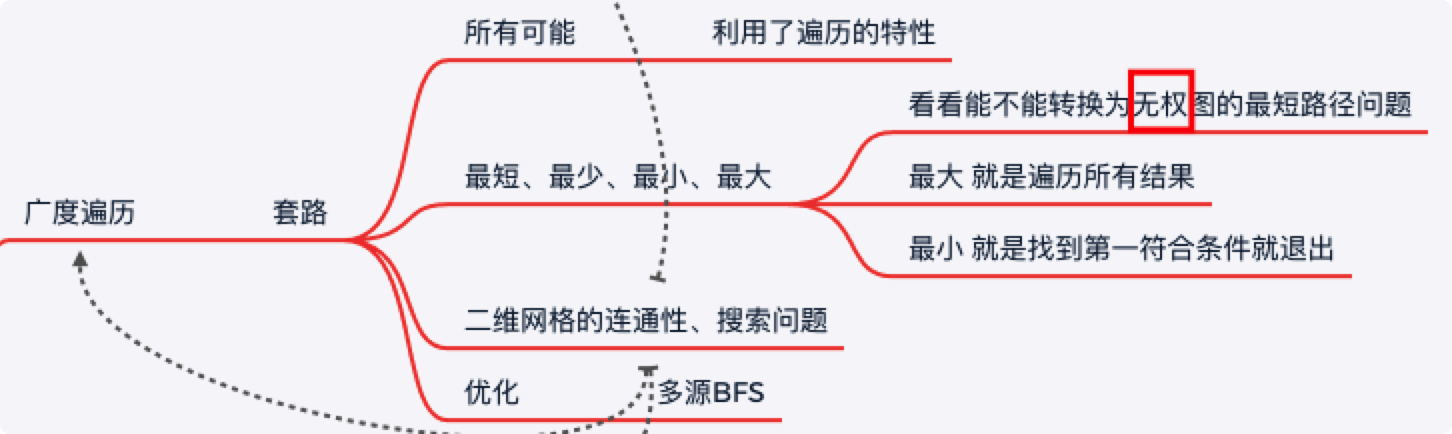 所有可能 利用了遍历的特性
看看能不能转换为无权图的最短路径问题
最短、最少、最小、最大
最大 就是遍历所有结果
广度遍历 套路
最小 就是找到第一符合条件就退出
二维网格的连通性、搜索问题
优化 多源BFS